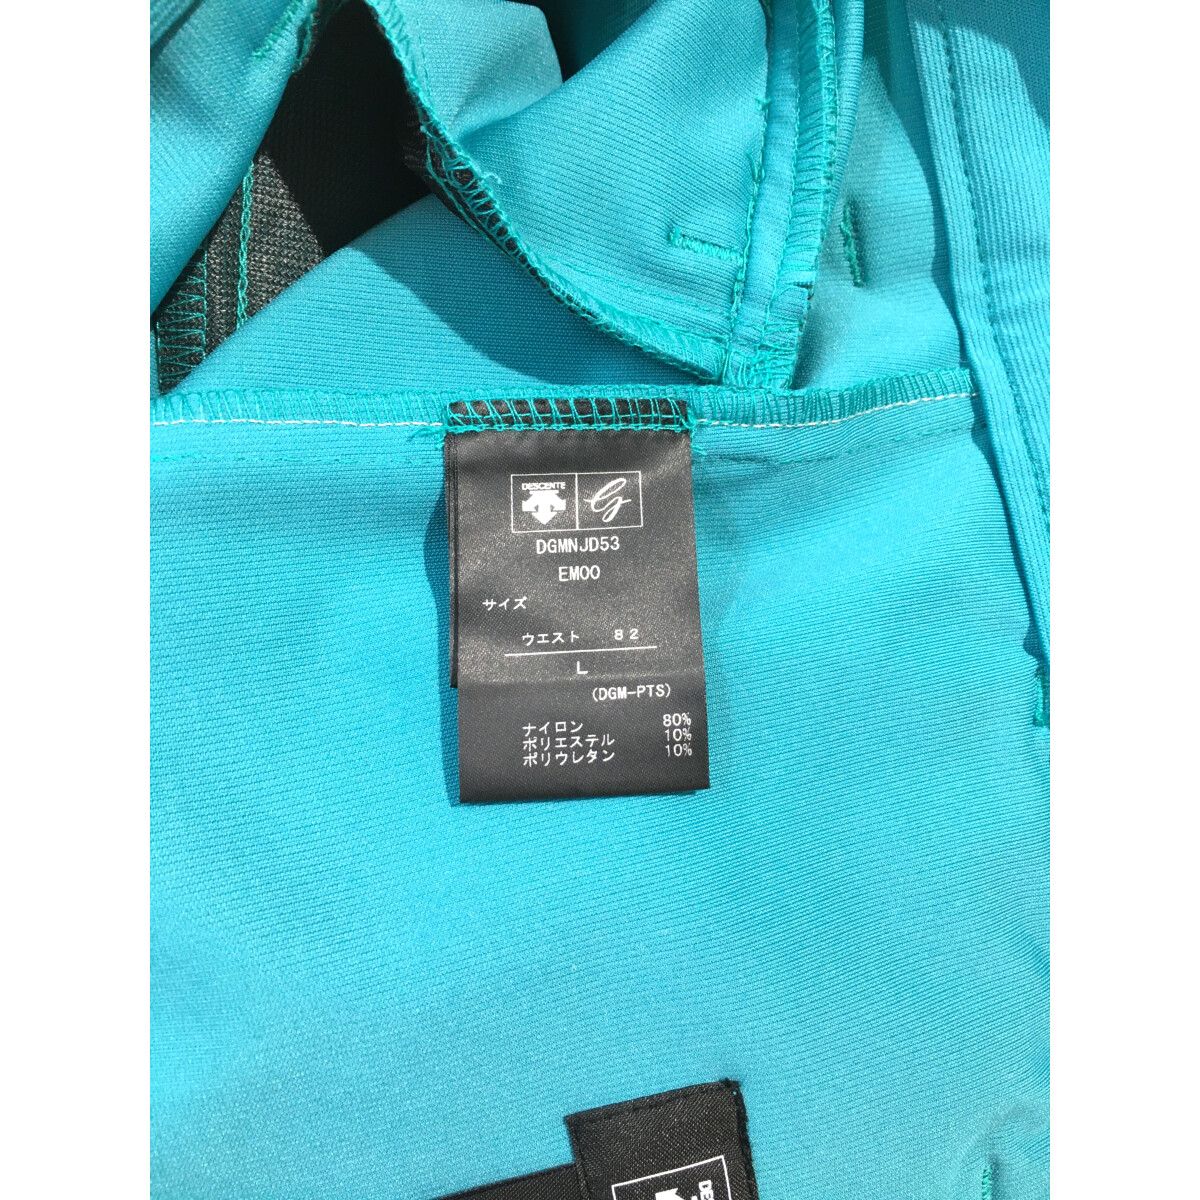 DESCENTE
G
DGMNJD53
EM00
サイズ
ウエスト 82
L
(DGM-PTS)
ナイロン 80%
ポリエステル 10%
ポリウレタン 10%
DE